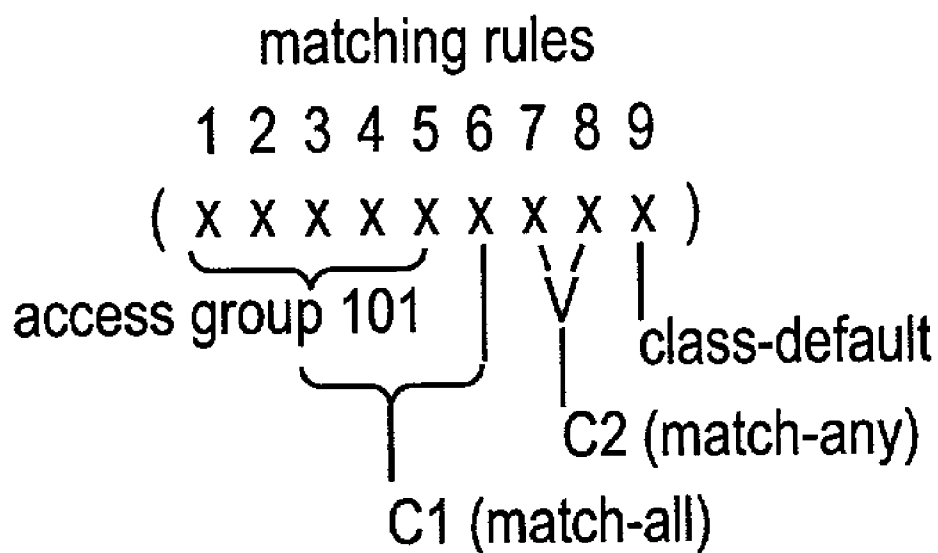 matching rules
1 2 3 4 5 6 7 8 9
( x x x x x x x x x )
access group 101
class-default
C2 (match-any)
C1 (match-all)